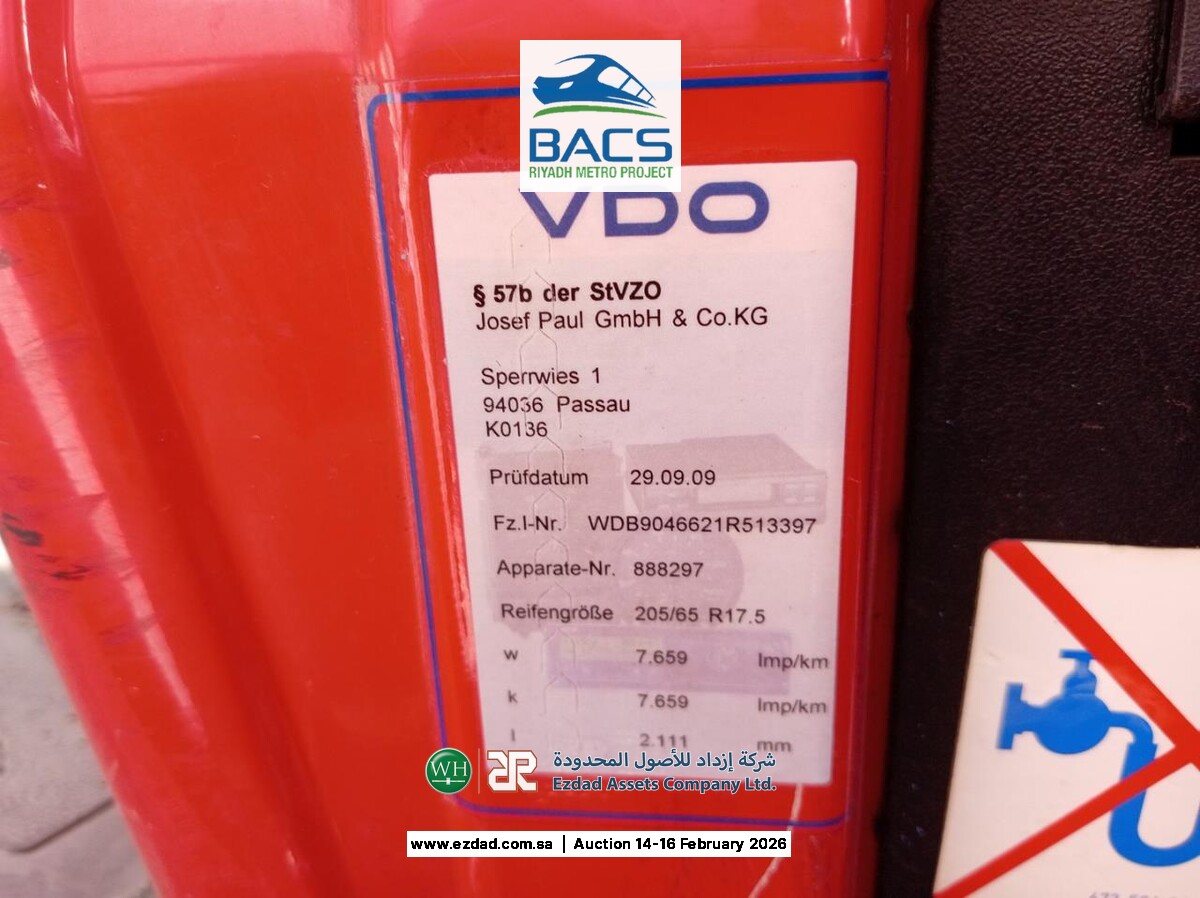 BACS
RIYADH METRO PROJECT
VDO
§ 57b der StVZO
Josef Paul GmbH & Co.KG
Sperrwies 1
94036 Passau
K0136
Prüfdatum 29.09.09
Fz.I-Nr. WDB9046621R513397
Apparate-Nr. 888297
Reifengröße 205/65 R17.5
w 7.659 Imp/km
k 7.659 Imp/km
l 2.111 mm
WH
شركة إزداد للأصول المحدودة
Ezdad Assets Company Ltd.
www.ezdad.com.sa | Auction 14-16 February 2026